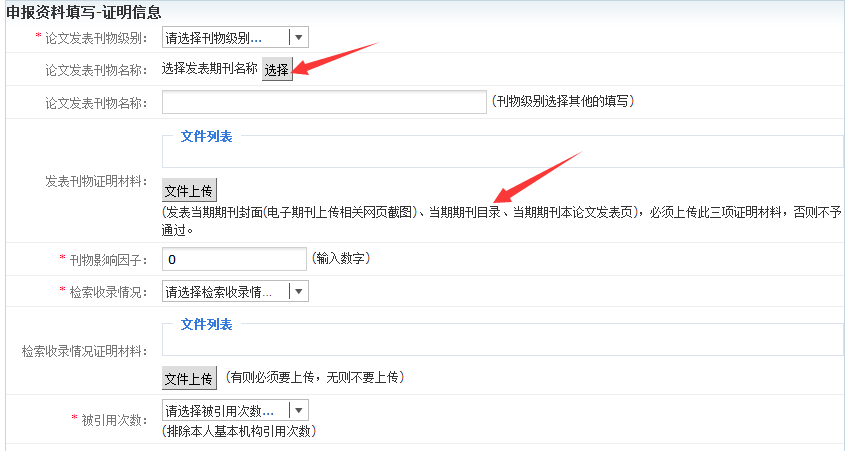 申报资料填写-证明信息
* 论文发表刊物级别： 请选择刊物级别...
论文发表刊物名称： 选择发表期刊名称 选择
论文发表刊物名称： (刊物级别选择其他的填写)
文件列表
发表刊物证明材料：
文件上传
(发表当期期刊封面(电子期刊上传相关网页截图)、当期期刊目录、当期期刊本论文发表页)，必须上传此三项证明材料，否则不予
通过。
* 刊物影响因子： 0 (输入数字)
* 检索收录情况： 请选择检索收录情...
文件列表
检索收录情况证明材料：
文件上传 (有则必须要上传，无则不要上传)
* 被引用次数： 请选择被引用次数...
(排除本人基本机构引用次数)